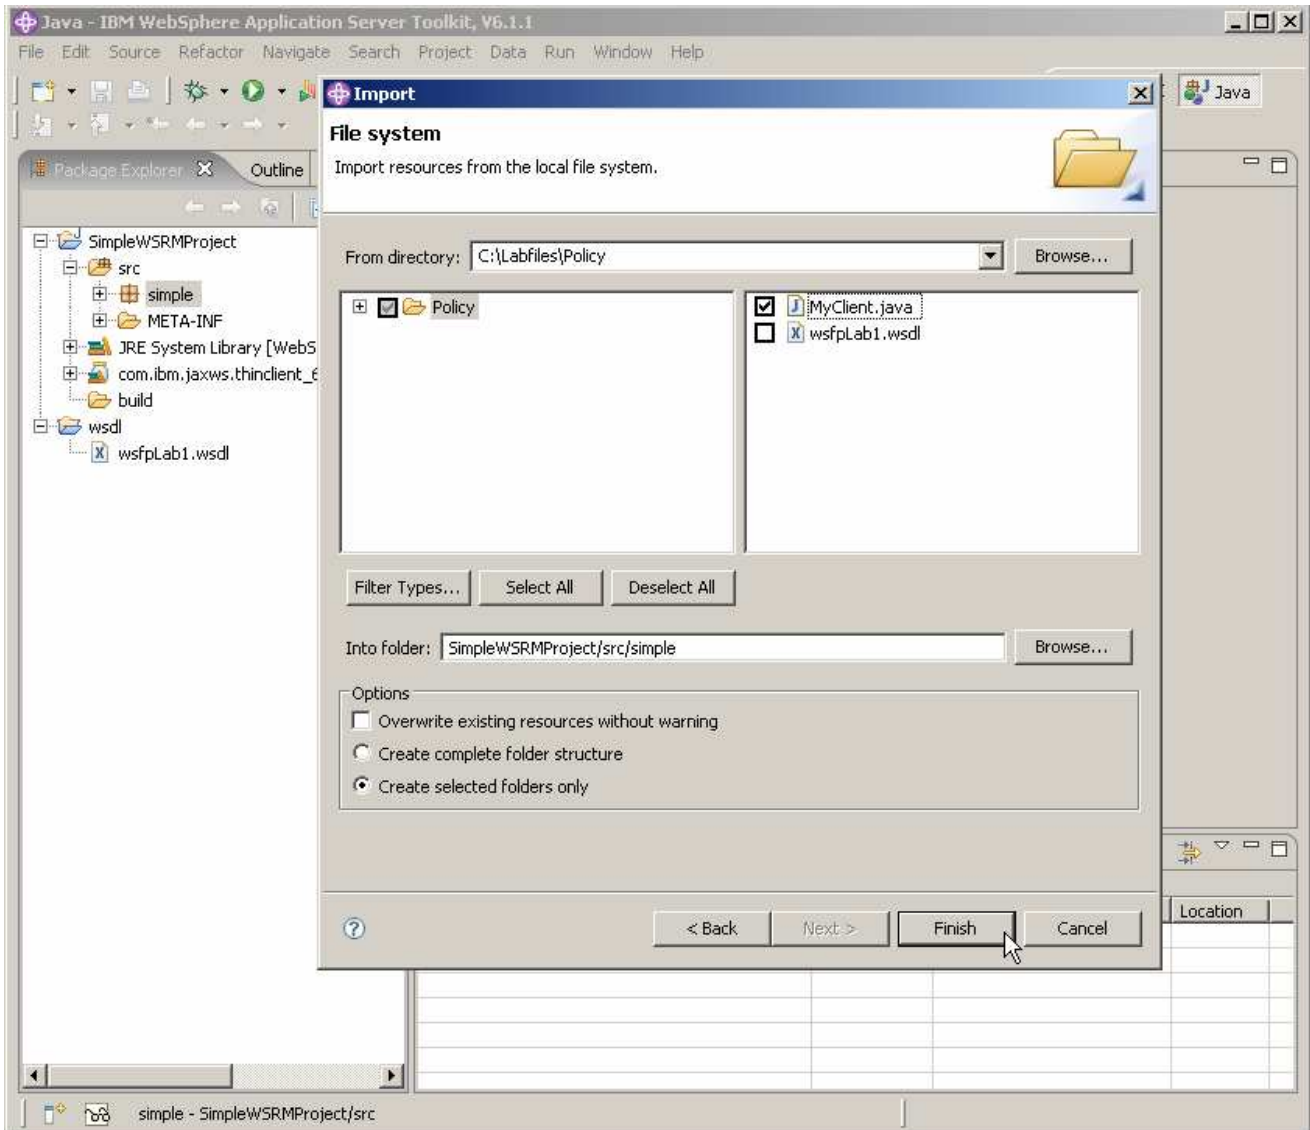 Java - IBM WebSphere Application Server Toolkit, V6.1.1
File Edit Source Refactor Navigate Search Project Data Run Window Help
Import
Java
File system
Import resources from the local file system.
Package Explorer
Outline
SimpleWSRMProject
src
simple
META-INF
JRE System Library [WebS
com.ibm.jaxws.thinclient_6
build
wsdl
wsfpLab1.wsdl
From directory: C:\Labfiles\Policy Browse...
Policy
MyClient.java
wsfpLab1.wsdl
Filter Types... Select All Deselect All
Into folder: SimpleWSRMProject/src/simple Browse...
Options
Overwrite existing resources without warning
Create complete folder structure
Create selected folders only
? < Back Next > Finish Cancel
Location
simple - SimpleWSRMProject/src